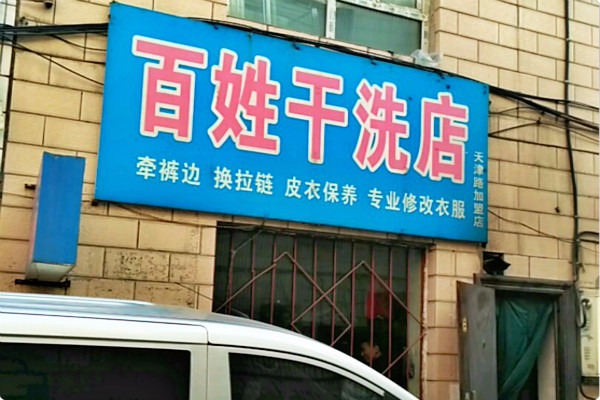 百姓干洗店
牵裤边 换拉链 皮衣保养 专业修改衣服
天津路加盟店